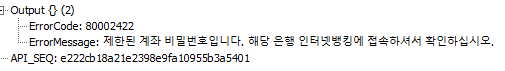 Output {} (2)
ErrorCode: 80002422
ErrorMessage: 제한된 계좌 비밀번호입니다. 해당 은행 인터넷뱅킹에 접속하셔서 확인하십시오.
API_SEQ: e222cb18a21e2398e9fa10955b3a5401